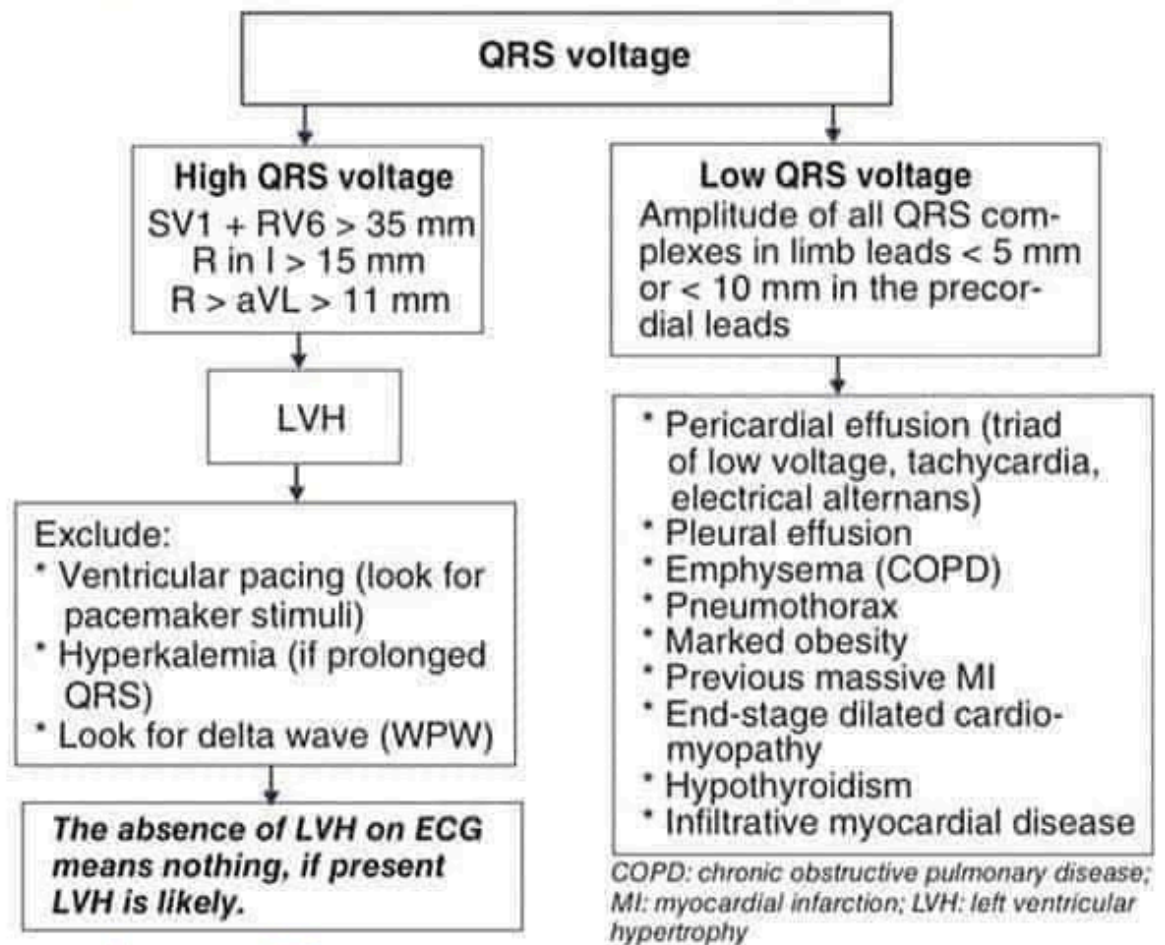 QRS voltage
High QRS voltage
SV1 + RV6 > 35 mm
R in I > 15 mm
R > aVL > 11 mm
LVH
Exclude:
* Ventricular pacing (look for
pacemaker stimuli)
* Hyperkalemia (if prolonged
QRS)
* Look for delta wave (WPW)
The absence of LVH on ECG
means nothing, if present
LVH is likely.
Low QRS voltage
Amplitude of all QRS com-
plexes in limb leads < 5 mm
or < 10 mm in the precor-
dial leads
* Pericardial effusion (triad
of low voltage, tachycardia,
electrical alternans)
* Pleural effusion
* Emphysema (COPD)
* Pneumothorax
* Marked obesity
* Previous massive MI
* End-stage dilated cardio-
myopathy
* Hypothyroidism
* Infiltrative myocardial disease
COPD: chronic obstructive pulmonary disease;
MI: myocardial infarction; LVH: left ventricular
hypertrophy